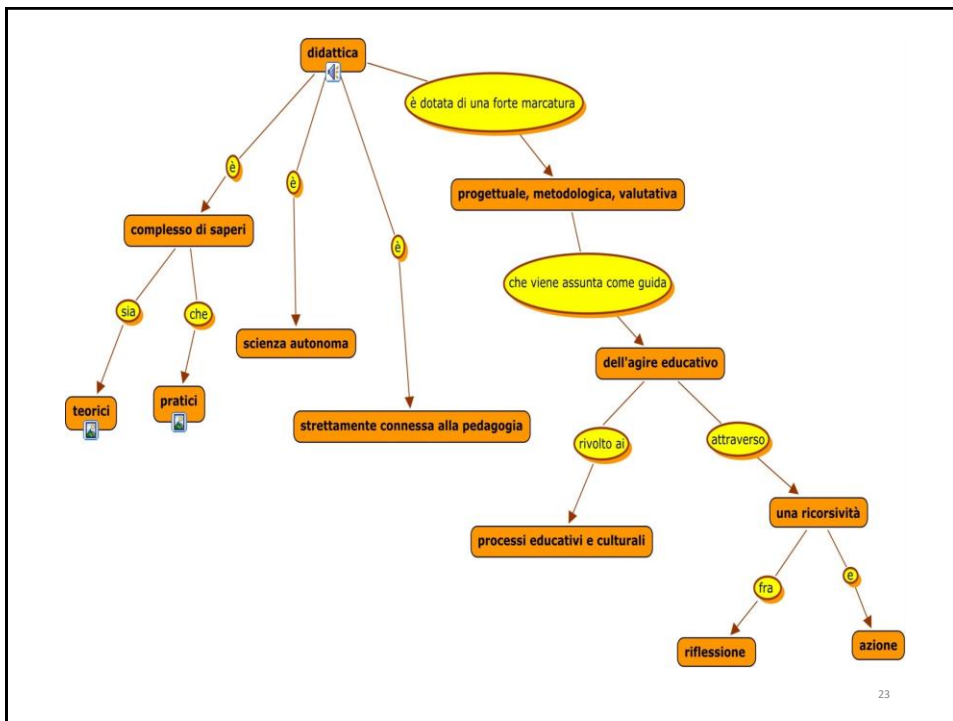 didattica
è dotata di una forte marcatura
è
è
è
progettuale, metodologica, valutativa
complesso di saperi
che viene assunta come guida
sia
che
scienza autonoma
dell'agire educativo
teorici
pratici
strettamente connessa alla pedagogia
rivolto ai
attraverso
una ricorsività
processi educativi e culturali
fra
e
riflessione
azione
23